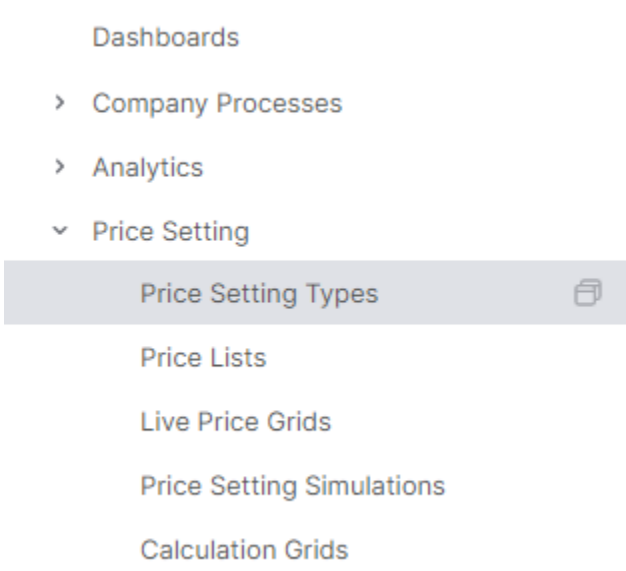 Dashboards
Company Processes
Analytics
Price Setting
Price Setting Types
Price Lists
Live Price Grids
Price Setting Simulations
Calculation Grids